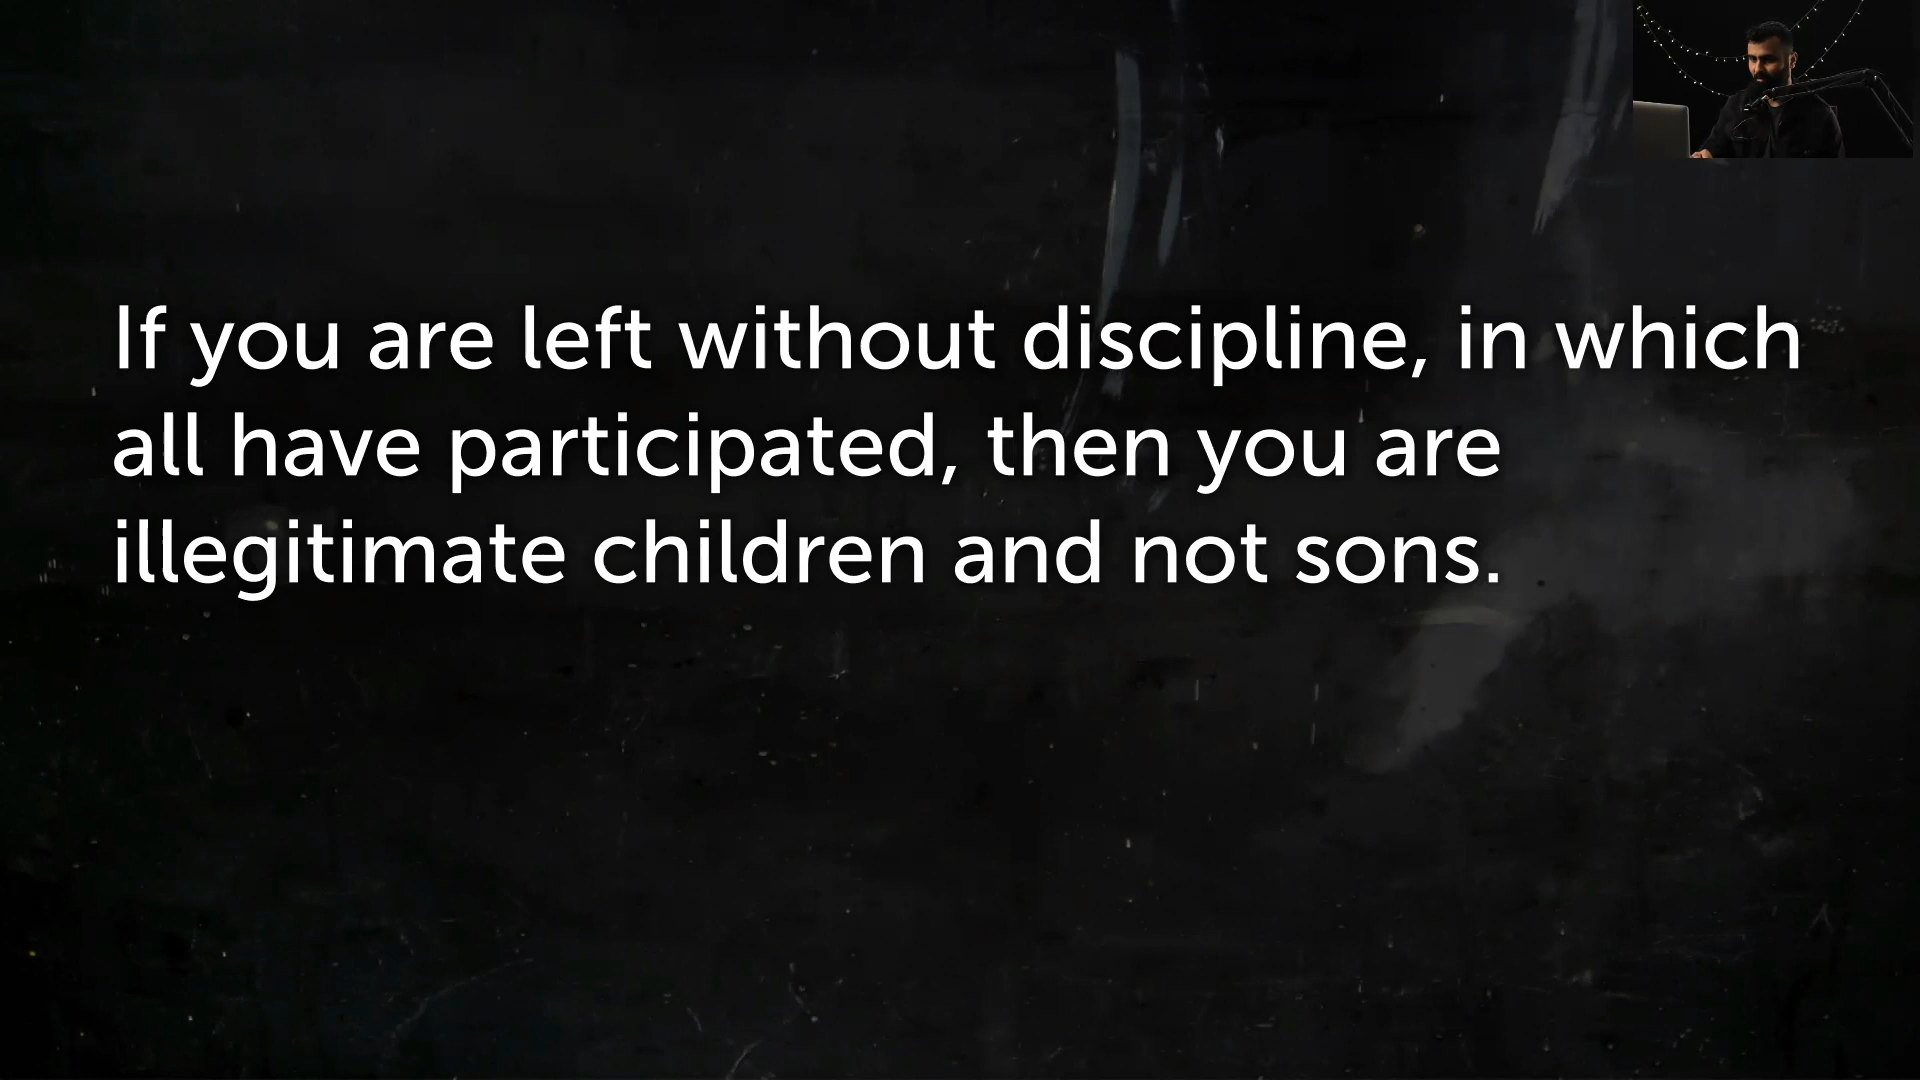 If you are left without discipline, in which
all have participated, then you are
illegitimate children and not sons.